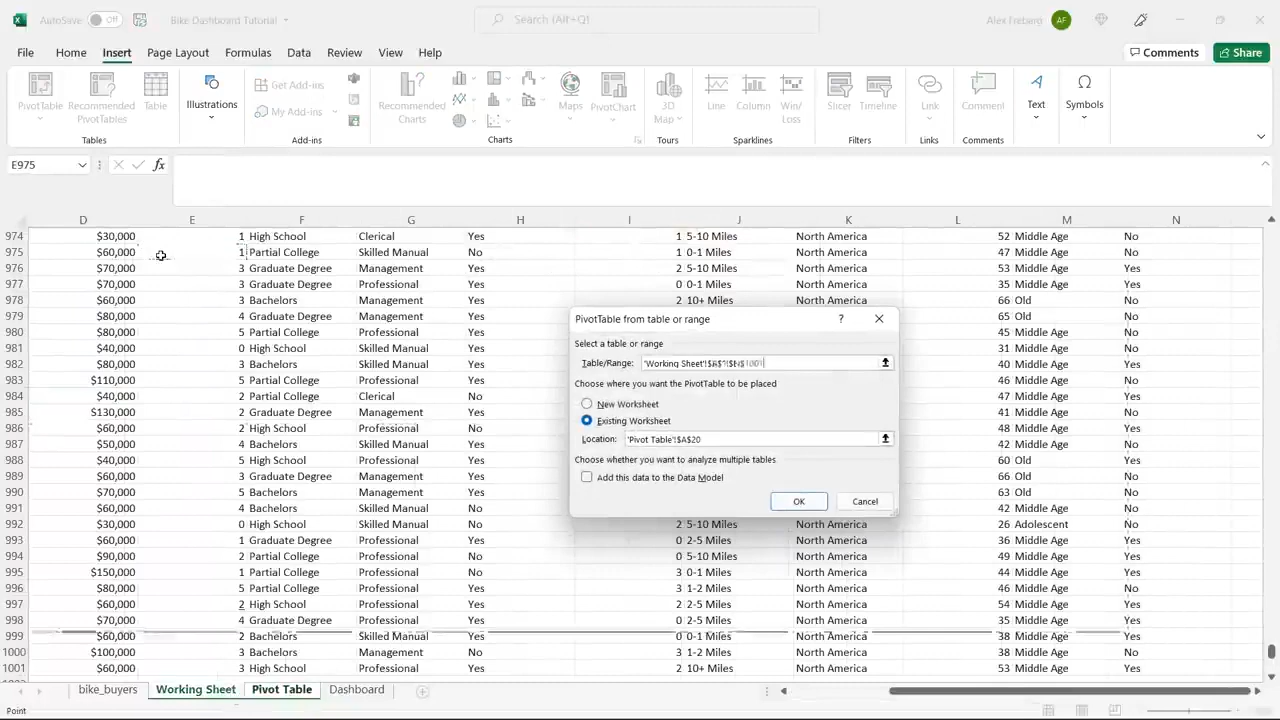 AutoSave Off Bike Dashboard Tutorial Search (Alt+Q) Alex Freberg AF
File Home Insert Page Layout Formulas Data Review View Help Comments Share
PivotTable Recommended PivotTables Table Illustrations Get Add-ins My Add-ins Recommended Charts Maps PivotChart 3D Map Line Column Win/Loss Slicer Timeline Link Comment Text Symbols
Tables Add-ins Charts Tours Sparklines Filters Links Comments
E975 fx
D E F G H I J K L M N
974 $30,000 1 High School Clerical Yes 1 5-10 Miles North America 52 Middle Age No
975 $60,000 1 Partial College Skilled Manual No 1 0-1 Miles North America 47 Middle Age No
976 $70,000 3 Graduate Degree Management Yes 2 5-10 Miles North America 53 Middle Age Yes
977 $70,000 3 Graduate Degree Professional Yes 0 0-1 Miles North America 35 Middle Age Yes
978 $60,000 3 Bachelors Management Yes 2 10+ Miles North America 66 Old No
979 $80,000 4 Graduate Degree Management Yes 65 Old No
980 $80,000 5 Partial College Professional Yes 45 Middle Age No
981 $40,000 0 High School Skilled Manual Yes 31 Middle Age No
982 $80,000 3 Bachelors Management Yes 40 Middle Age Yes
983 $110,000 5 Partial College Professional Yes 46 Middle Age Yes
984 $40,000 2 Partial College Clerical No 47 Middle Age Yes
985 $130,000 2 Graduate Degree Management Yes 41 Middle Age No
986 $60,000 2 High School Professional Yes 48 Middle Age Yes
987 $50,000 4 Bachelors Skilled Manual Yes 42 Middle Age No
988 $40,000 5 High School Professional Yes 60 Old Yes
989 $60,000 3 Graduate Degree Management Yes 66 Old No
990 $70,000 5 Bachelors Management Yes 63 Old No
991 $60,000 4 Bachelors Skilled Manual No 42 Middle Age No
992 $30,000 0 High School Skilled Manual Yes 2 5-10 Miles North America 26 Adolescent No
993 $60,000 1 Graduate Degree Professional Yes 0 2-5 Miles North America 36 Middle Age Yes
994 $90,000 2 Partial College Professional No 0 5-10 Miles North America 49 Middle Age Yes
995 $150,000 1 Partial College Professional Yes 3 0-1 Miles North America 44 Middle Age Yes
996 $80,000 5 Partial College Professional Yes 3 1-2 Miles North America 46 Middle Age No
997 $60,000 2 High School Professional Yes 2 2-5 Miles North America 54 Middle Age Yes
998 $70,000 4 Graduate Degree Professional Yes 0 2-5 Miles North America 35 Middle Age Yes
999 $60,000 2 Bachelors Skilled Manual Yes 0 0-1 Miles North America 38 Middle Age Yes
1000 $100,000 3 Bachelors Management No 3 1-2 Miles North America 38 Middle Age No
1001 $60,000 3 High School Professional Yes 2 10+ Miles North America 53 Middle Age Yes
PivotTable from table or range ?
Select a table or range
Table/Range: 'Working Sheet'!
Choose where you want the PivotTable to be placed
New Worksheet
Existing Worksheet
Location: 'Pivot Table'!$A$20
Choose whether you want to analyze multiple tables
Add this data to the Data Model
OK Cancel
bike_buyers Working Sheet Pivot Table Dashboard
Point